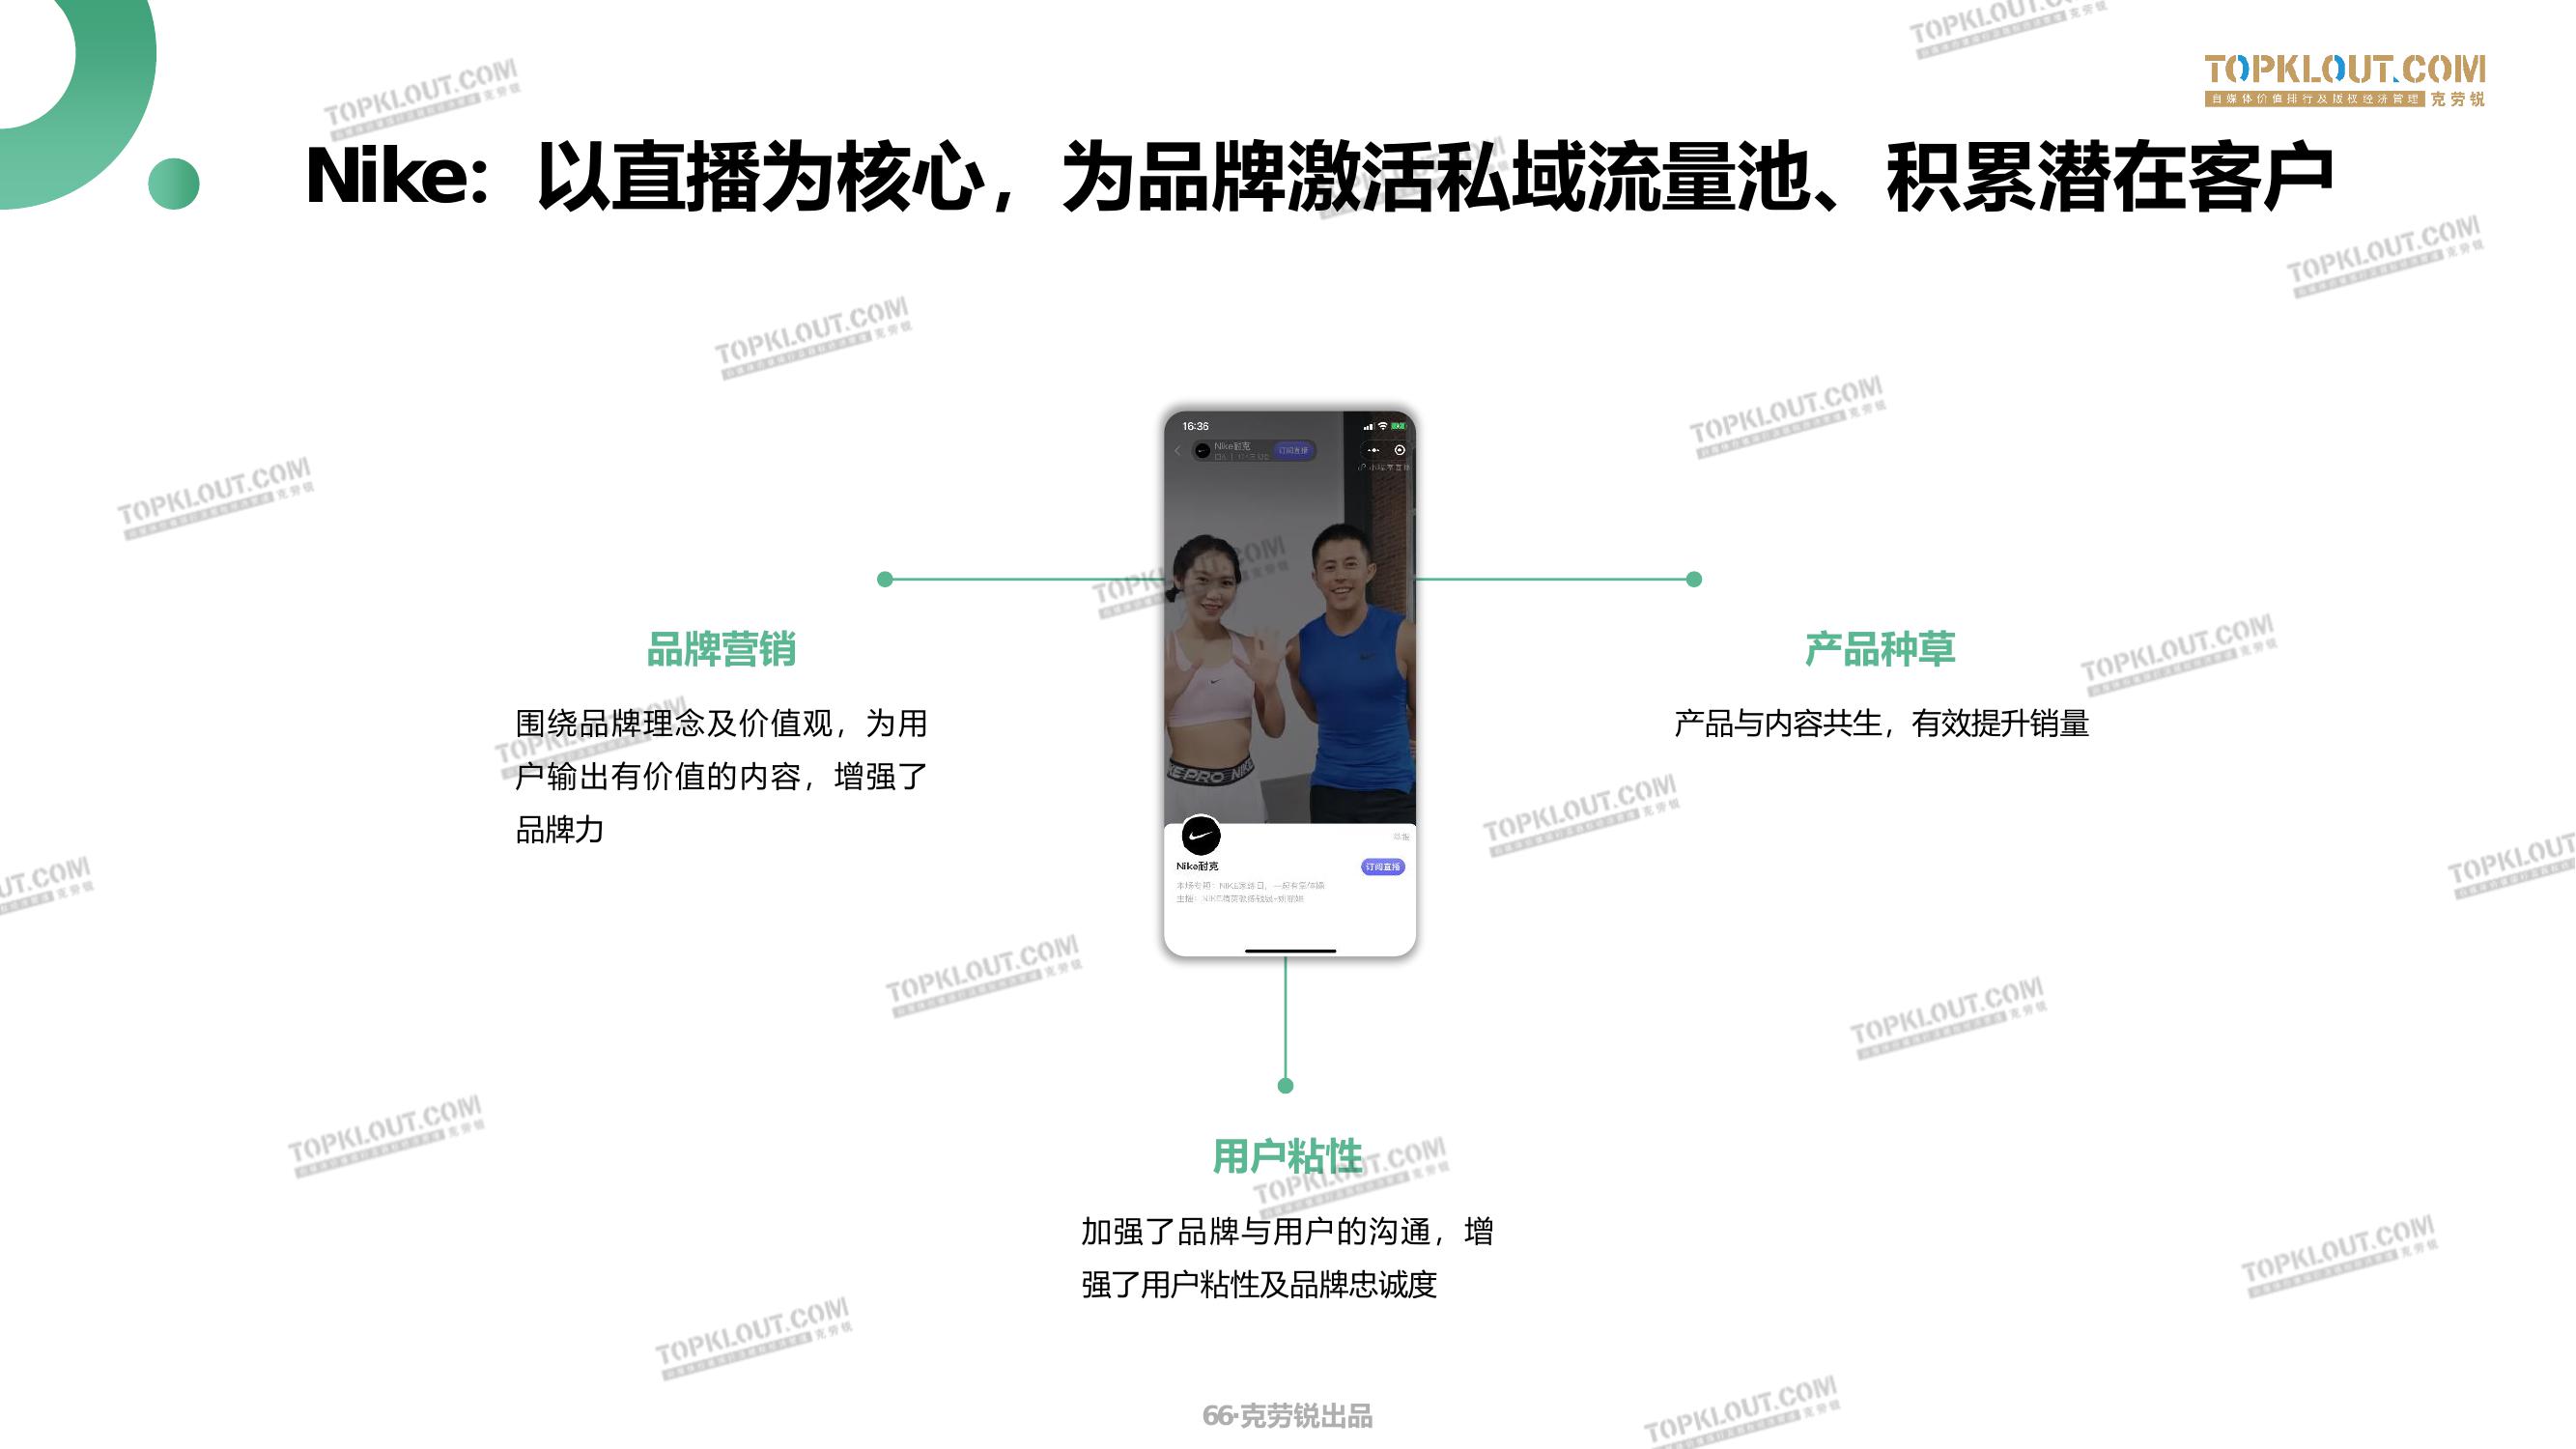 TOPKLOUT.COM
自媒体价值排行及版权经济管理 克劳锐
Nike：以直播为核心，为品牌激活私域流量池、积累潜在客户
16:36
Nike耐克
订阅直播
品牌营销
围绕品牌理念及价值观，为用
户输出有价值的内容，增强了
品牌力
产品种草
产品与内容共生，有效提升销量
KE PRO NIKE
Nike耐克
订阅直播
用户粘性
加强了品牌与用户的沟通，增
强了用户粘性及品牌忠诚度
66·克劳锐出品